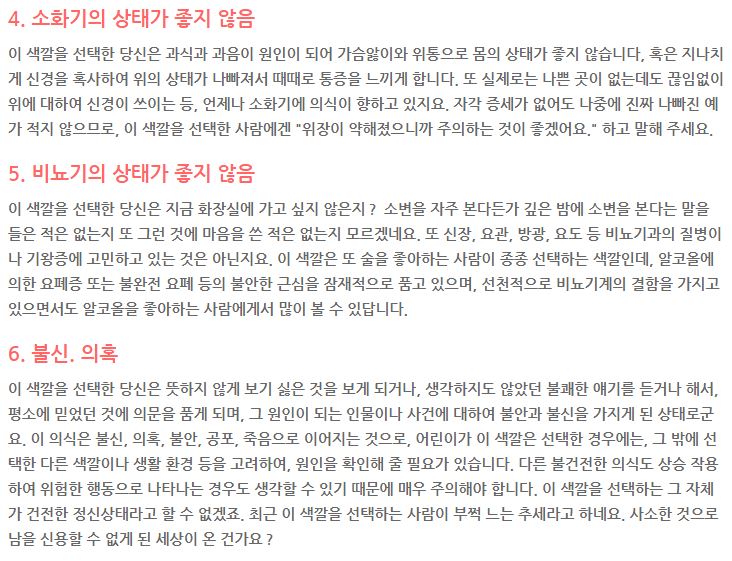 4. 소화기의 상태가 좋지 않음
이 색깔을 선택한 당신은 과식과 과음이 원인이 되어 가슴앓이와 위통으로 몸의 상태가 좋지 않습니다, 혹은 지나치
게 신경을 혹사하여 위의 상태가 나빠져서 때때로 통증을 느끼게 합니다. 또 실제로는 나쁜 곳이 없는데도 끊임없이
위에 대하여 신경이 쓰이는 등, 언제나 소화기에 의식이 향하고 있지요. 자각 증세가 없어도 나중에 진짜 나빠진 예
가 적지 않으므로, 이 색깔을 선택한 사람에겐 "위장이 약해졌으니까 주의하는 것이 좋겠어요." 하고 말해 주세요.
5. 비뇨기의 상태가 좋지 않음
이 색깔을 선택한 당신은 지금 화장실에 가고 싶지 않은지 ? 소변을 자주 본다든가 깊은 밤에 소변을 본다는 말을
들은 적은 없는지 또 그런 것에 마음을 쓴 적은 없는지 모르겠네요. 또 신장, 요관, 방광, 요도 등 비뇨기과의 질병이
나 기왕증에 고민하고 있는 것은 아닌지요. 이 색깔은 또 술을 좋아하는 사람이 종종 선택하는 색깔인데, 알코올에
의한 요폐증 또는 불완전 요폐 등의 불안한 근심을 잠재적으로 품고 있으며, 선천적으로 비뇨기계의 결함을 가지고
있으면서도 알코올을 좋아하는 사람에게서 많이 볼 수 있답니다.
6. 불신. 의혹
이 색깔을 선택한 당신은 뜻하지 않게 보기 싫은 것을 보게 되거나, 생각하지도 않았던 불쾌한 얘기를 듣거나 해서,
평소에 믿었던 것에 의문을 품게 되며, 그 원인이 되는 인물이나 사건에 대하여 불안과 불신을 가지게 된 상태로군
요. 이 의식은 불신, 의혹, 불안, 공포, 죽음으로 이어지는 것으로, 어린이가 이 색깔은 선택한 경우에는, 그 밖에 선
택한 다른 색깔이나 생활 환경 등을 고려하여, 원인을 확인해 줄 필요가 있습니다. 다른 불건전한 의식도 상승 작용
하여 위험한 행동으로 나타나는 경우도 생각할 수 있기 때문에 매우 주의해야 합니다. 이 색깔을 선택하는 그 자체
가 건전한 정신상태라고 할 수 없겠죠. 최근 이 색깔을 선택하는 사람이 부쩍 느는 추세라고 하네요. 사소한 것으로
남을 신용할 수 없게 된 세상이 온 건가요 ?